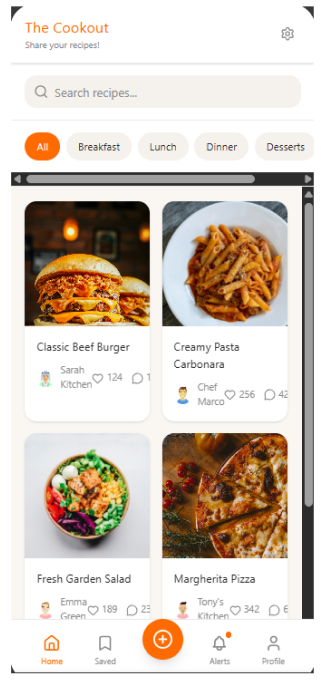 The Cookout
Share your recipes!
Search recipes...
All Breakfast Lunch Dinner Desserts
Classic Beef Burger
Sarah
Kitchen 124 1
Creamy Pasta
Carbonara
Chef
Marco 256 42
Fresh Garden Salad
Emma
Green 189 23
Margherita Pizza
Tony's
Kitchen 342 6
Home Saved Alerts Profile